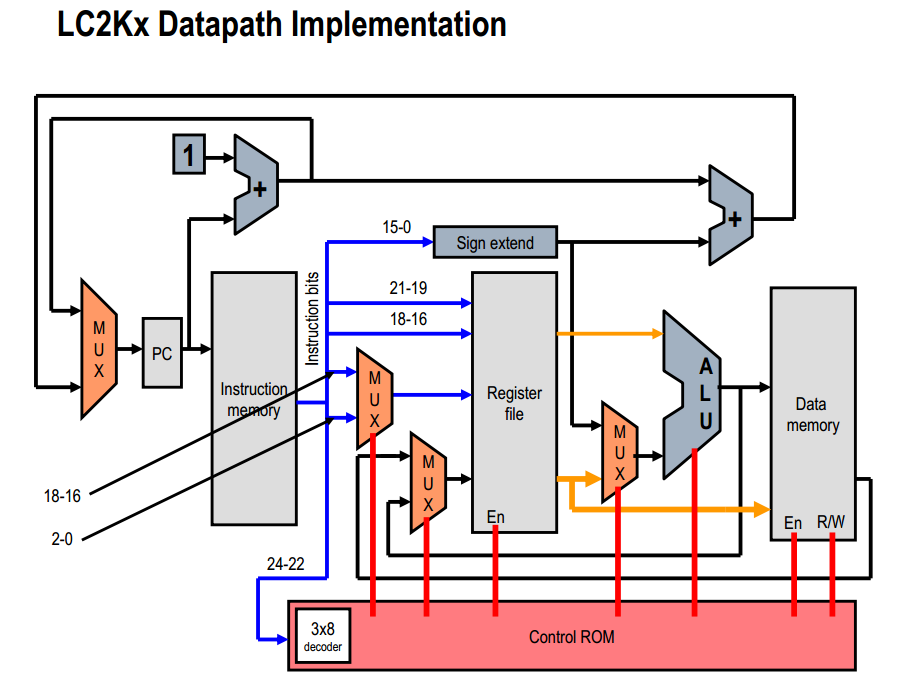 LC2Kx Datapath Implementation
1
+
+
15-0
Sign extend
Instruction bits
21-19
18-16
M
U
X
PC
Instruction
memory
M
U
X
Register
file
A
L
U
Data
memory
M
U
X
M
U
X
18-16
2-0
En
En
R/W
24-22
3x8
decoder
Control ROM